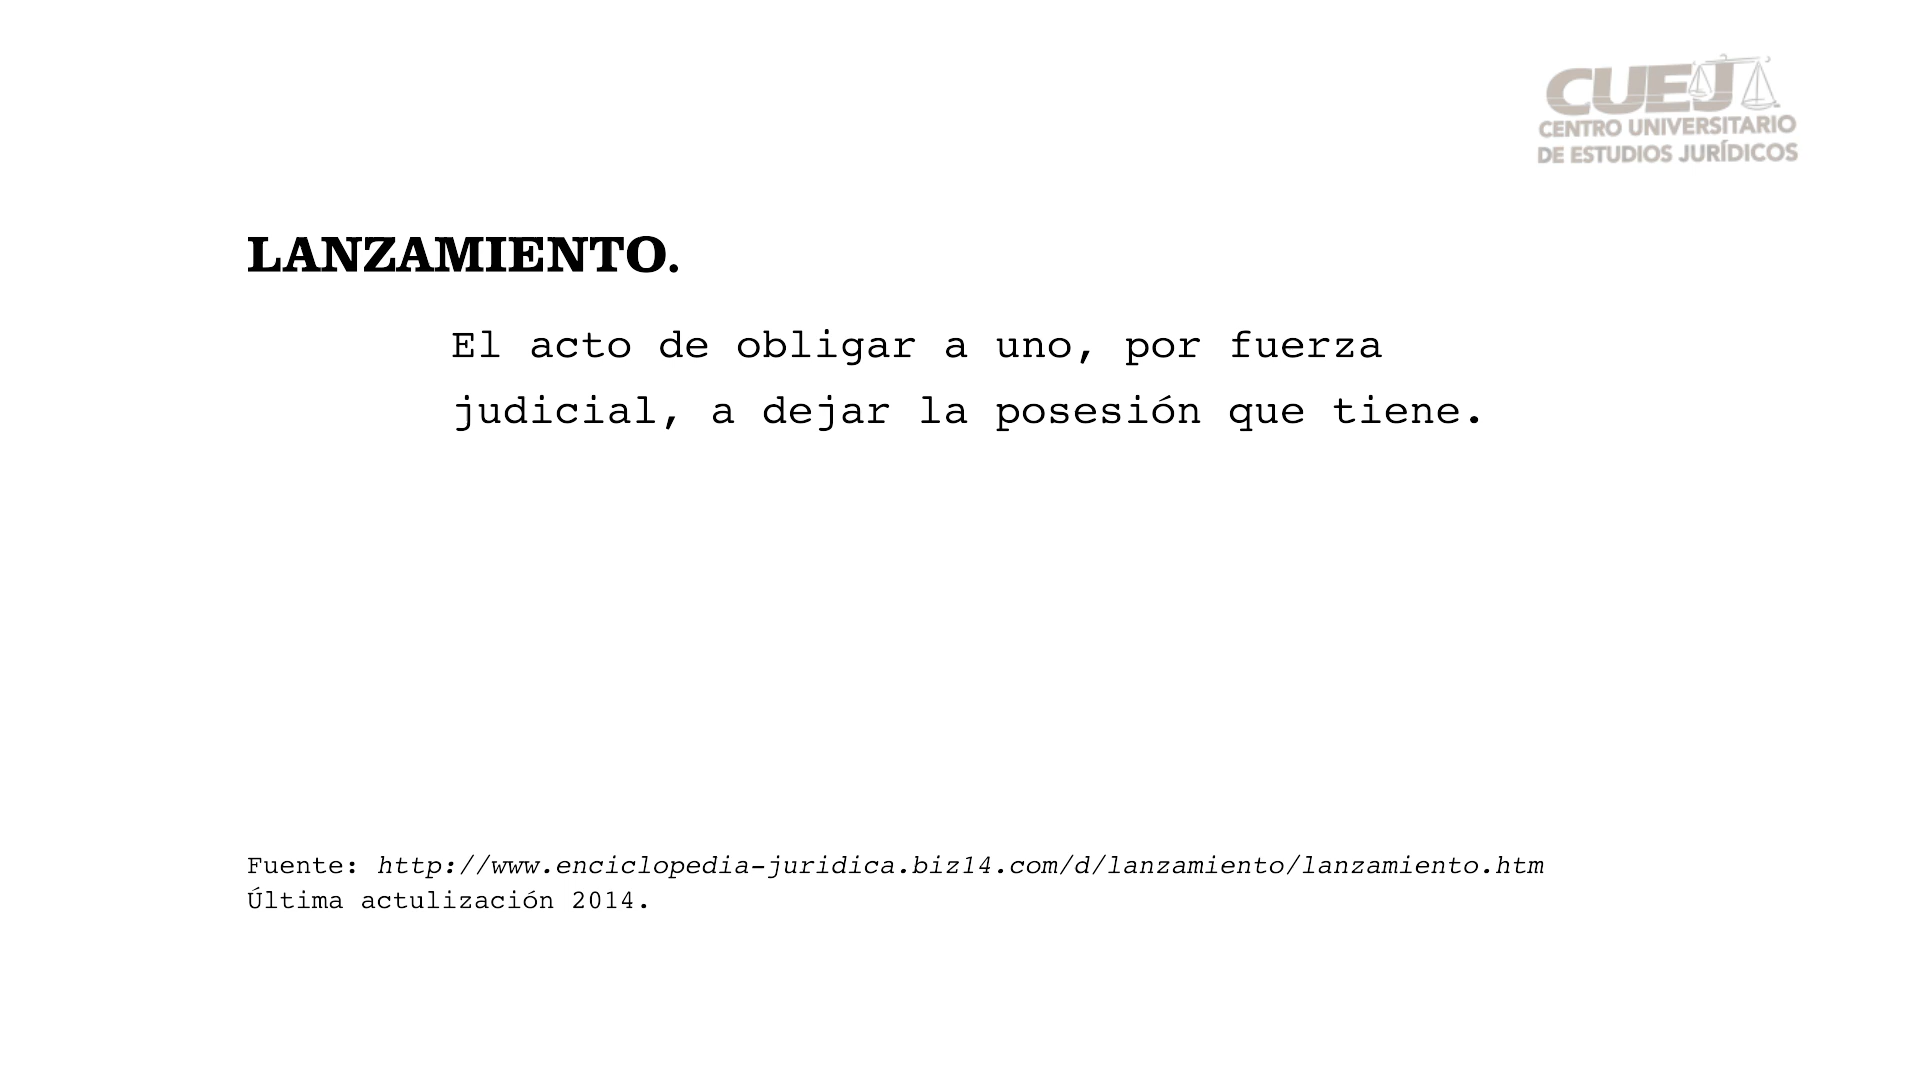 CUEJ
CENTRO UNIVERSITARIO
DE ESTUDIOS JURÍDICOS
LANZAMIENTO.
El acto de obligar a uno, por fuerza
judicial, a dejar la posesión que tiene.
Fuente: http://www.enciclopedia-juridica.biz14.com/d/lanzamiento/lanzamiento.htm
Última actulización 2014.